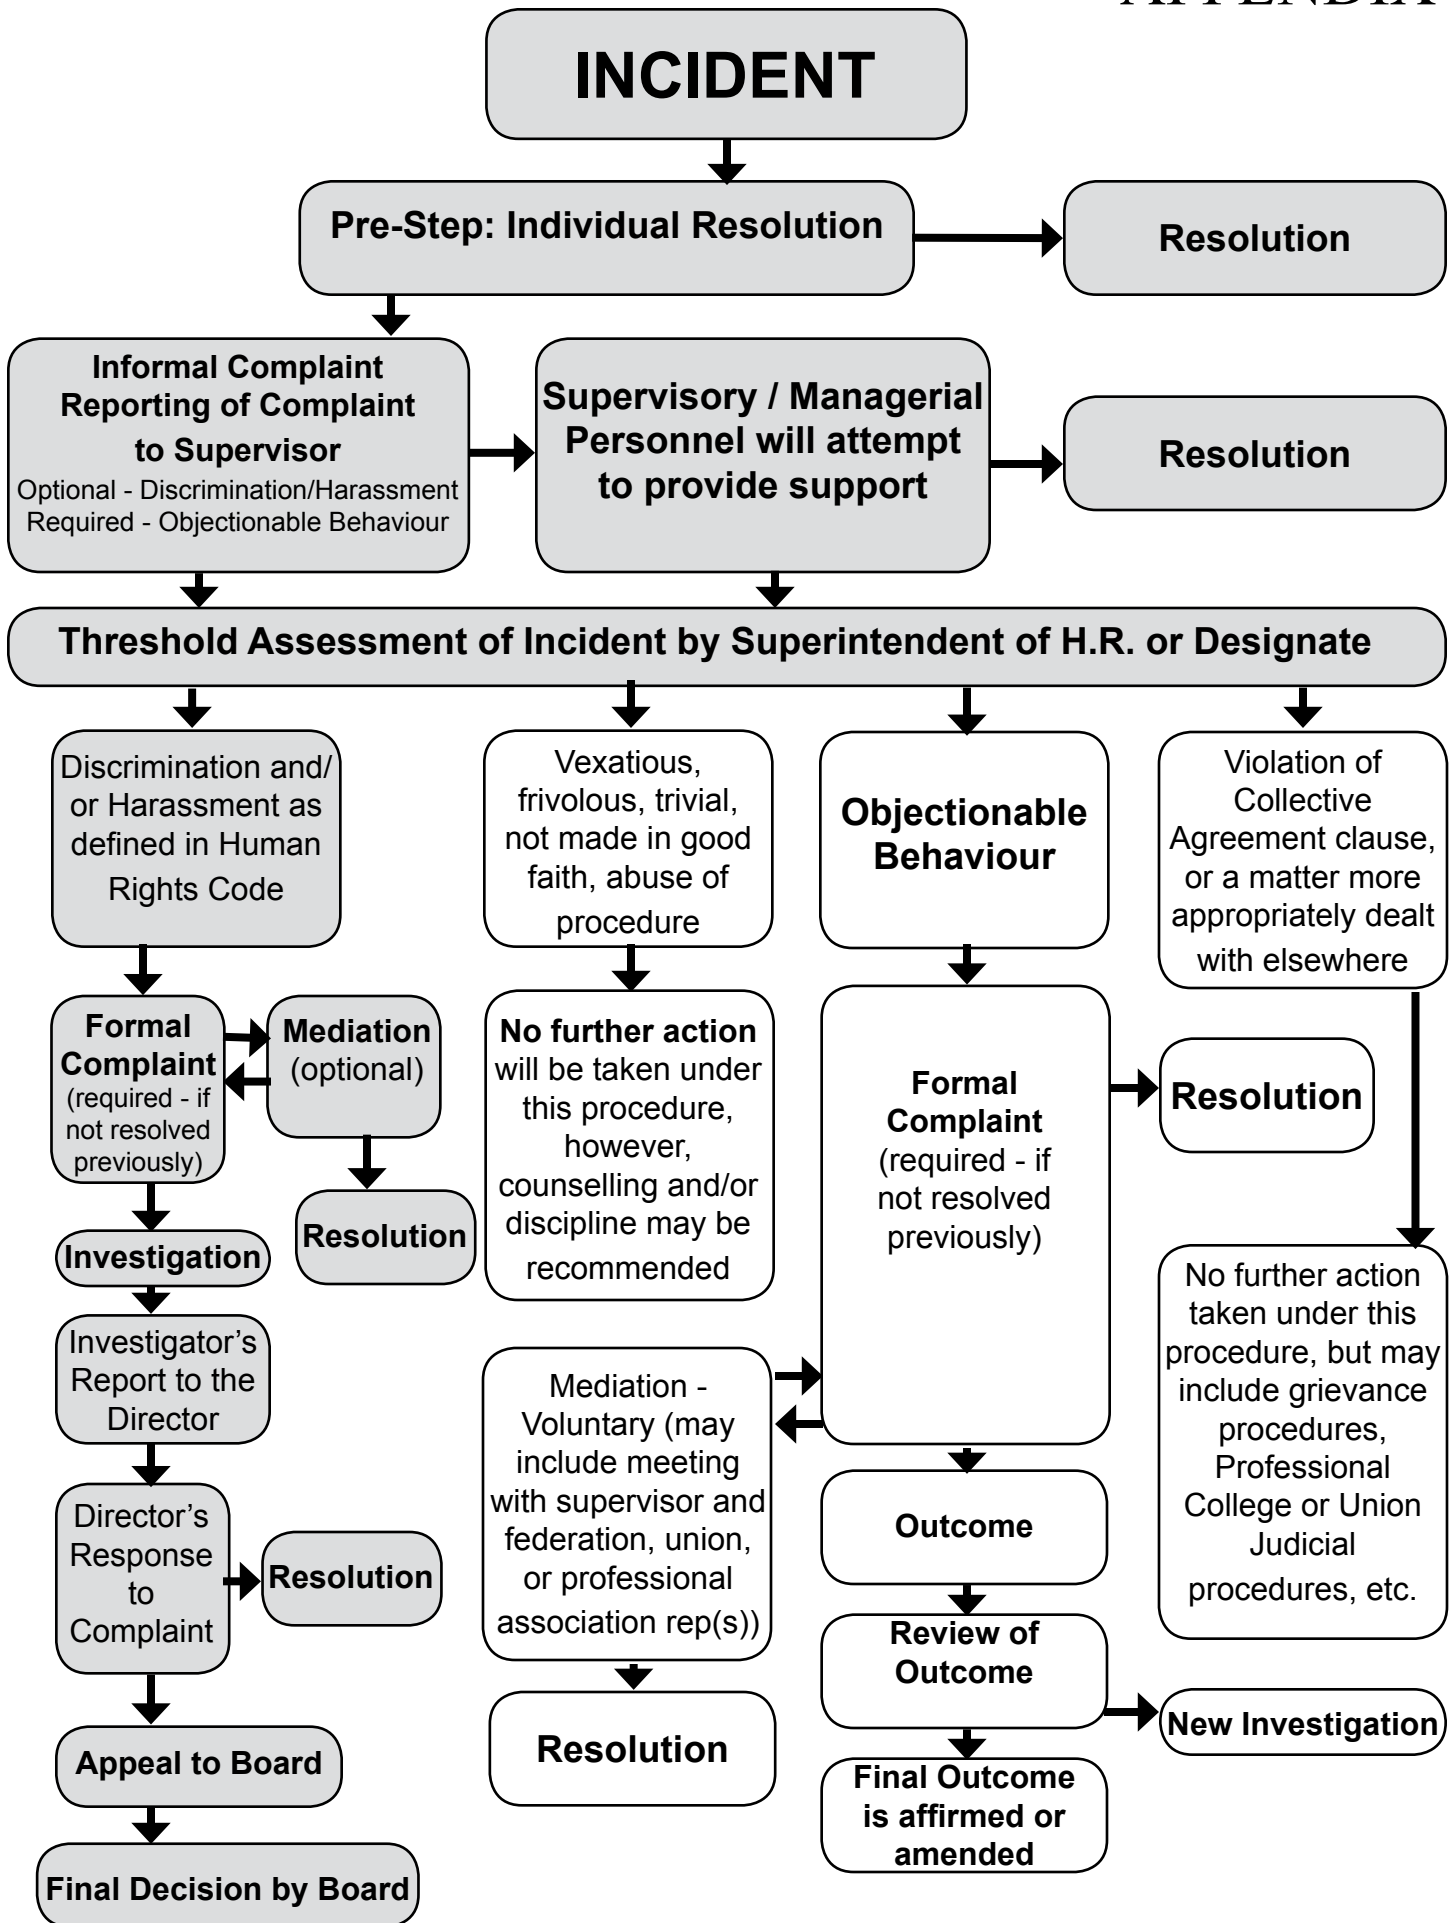 APPENDIX
INCIDENT
Pre-Step: Individual Resolution
Resolution
Informal Complaint
Reporting of Complaint
to Supervisor
Optional - Discrimination/Harassment
Required - Objectionable Behaviour
Supervisory / Managerial
Personnel will attempt
to provide support
Resolution
Threshold Assessment of Incident by Superintendent of H.R. or Designate
Discrimination and/
or Harassment as
defined in Human
Rights Code
Vexatious,
frivolous, trivial,
not made in good
faith, abuse of
procedure
Objectionable
Behaviour
Violation of
Collective
Agreement clause,
or a matter more
appropriately dealt
with elsewhere
Formal
Complaint
(required - if
not resolved
previously)
Mediation
(optional)
Resolution
No further action
will be taken under
this procedure,
however,
counselling and/or
discipline may be
recommended
Formal
Complaint
(required - if
not resolved
previously)
Resolution
Investigation
Investigator's
Report to the
Director
Director's
Response
to
Complaint
Resolution
Appeal to Board
Final Decision by Board
Mediation -
Voluntary (may
include meeting
with supervisor and
federation, union,
or professional
association rep(s))
Resolution
Outcome
Review of
Outcome
New Investigation
Final Outcome
is affirmed or
amended
No further action
taken under this
procedure, but may
include grievance
procedures,
Professional
College or Union
Judicial
procedures, etc.